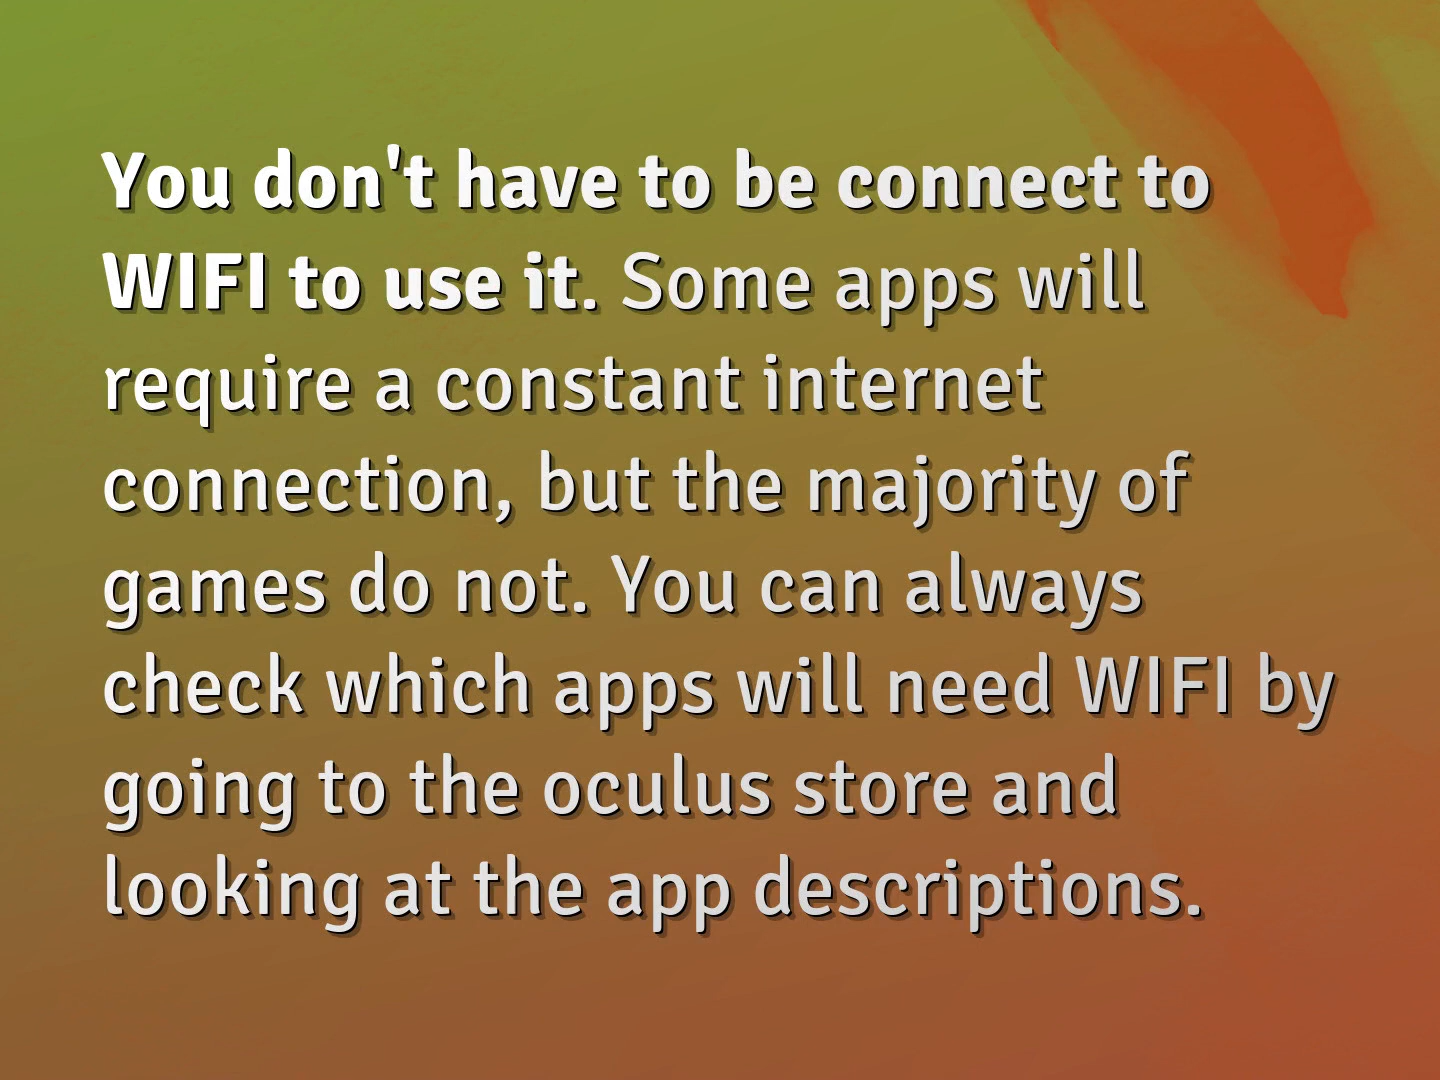 You don't have to be connect to
WIFI to use it. Some apps will
require a constant internet
connection, but the majority of
games do not. You can always
check which apps will need WIFI by
going to the oculus store and
looking at the app descriptions.